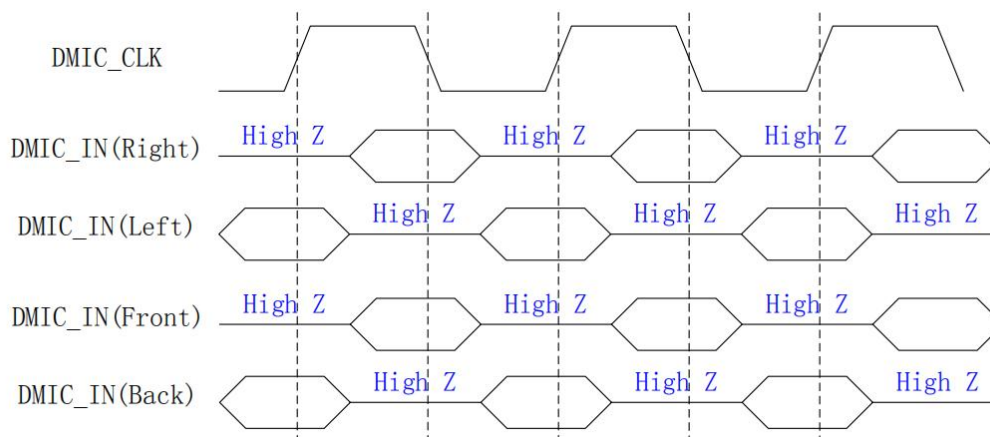 DMIC_CLK
DMIC_IN(Right) High Z High Z High Z
DMIC_IN(Left) High Z High Z High Z
DMIC_IN(Front) High Z High Z High Z
DMIC_IN(Back) High Z High Z High Z